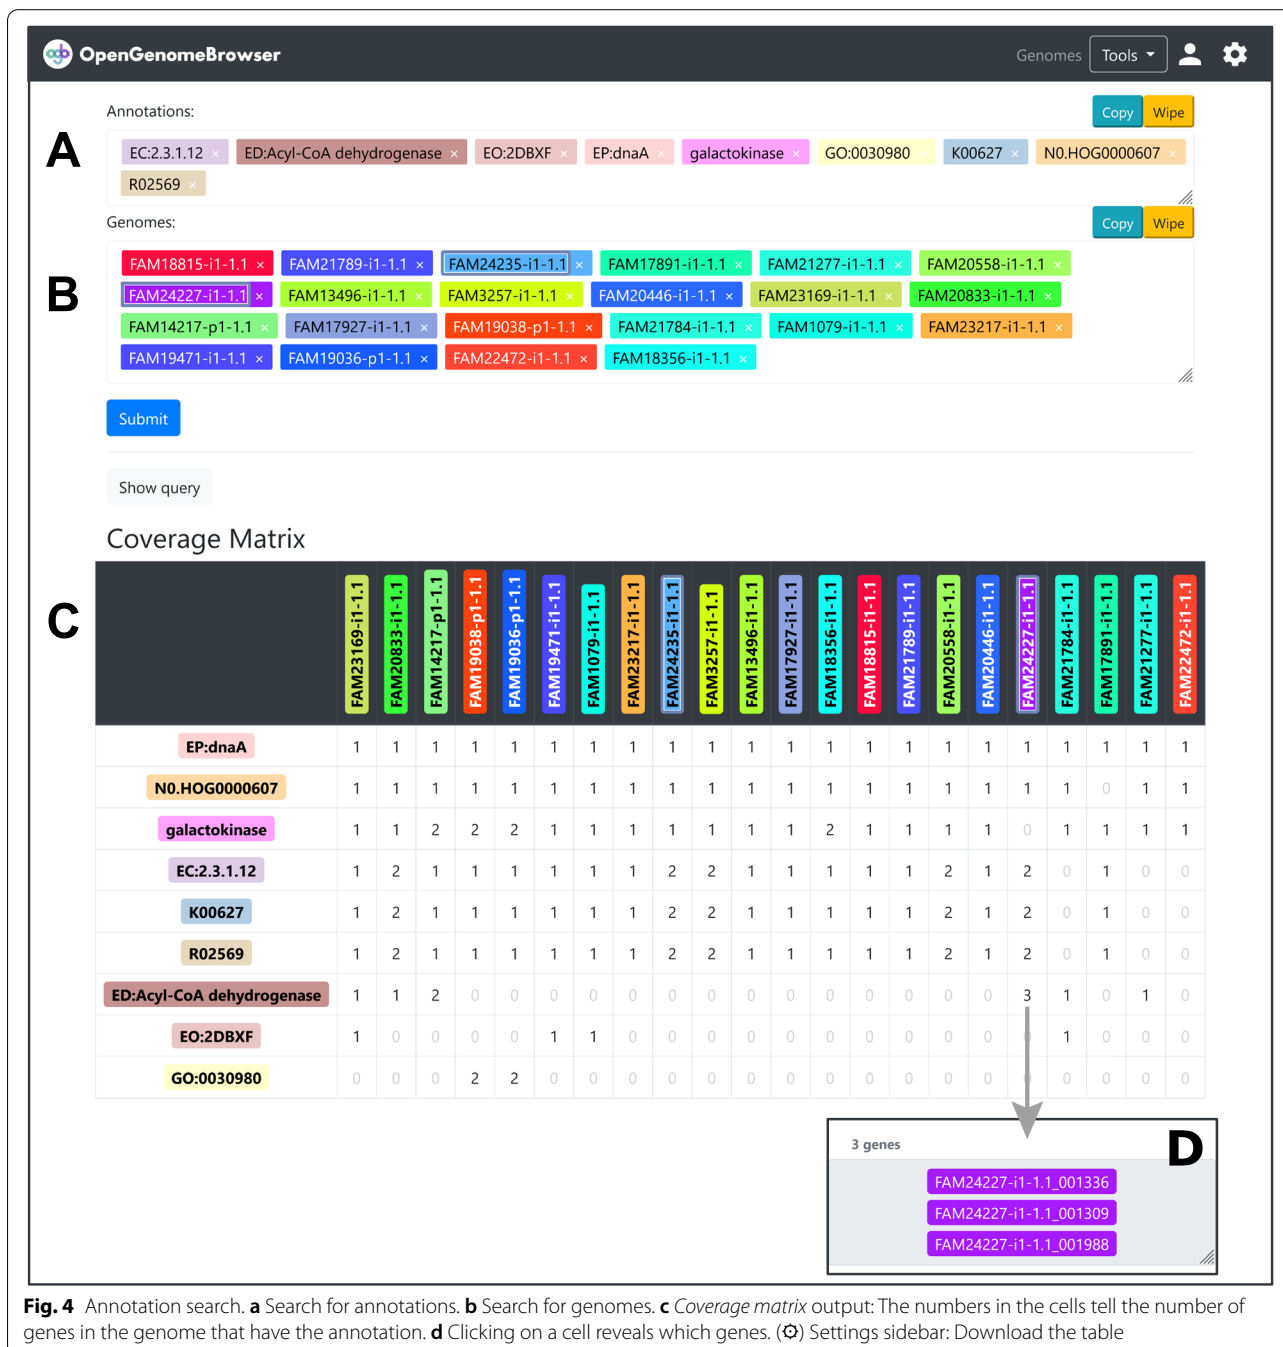 OpenGenomeBrowser
Genomes Tools
Annotations:
Copy Wipe
A
EC:2.3.1.12 × ED:Acyl-CoA dehydrogenase × EO:2DBXF × EP:dnaA × galactokinase × GO:0030980 × K00627 × N0.HOG0000607 ×
R02569 ×
Genomes:
Copy Wipe
B
FAM18815-i1-1.1 × FAM21789-i1-1.1 × FAM24235-i1-1.1 × FAM17891-i1-1.1 × FAM21277-i1-1.1 × FAM20558-i1-1.1 ×
FAM24227-i1-1.1 × FAM13496-i1-1.1 × FAM3257-i1-1.1 × FAM20446-i1-1.1 × FAM23169-i1-1.1 × FAM20833-i1-1.1 ×
FAM14217-p1-1.1 × FAM17927-i1-1.1 × FAM19038-p1-1.1 × FAM21784-i1-1.1 × FAM1079-i1-1.1 × FAM23217-i1-1.1 ×
FAM19471-i1-1.1 × FAM19036-p1-1.1 × FAM22472-i1-1.1 × FAM18356-i1-1.1 ×
Submit
Show query
Coverage Matrix
C
FAM23169-i1-1.1 FAM20833-i1-1.1 FAM14217-p1-1.1 FAM19038-p1-1.1 FAM19036-p1-1.1 FAM19471-i1-1.1 FAM1079-i1-1.1 FAM23217-i1-1.1 FAM24235-i1-1.1 FAM3257-i1-1.1 FAM13496-i1-1.1 FAM17927-i1-1.1 FAM18356-i1-1.1 FAM18815-i1-1.1 FAM21789-i1-1.1 FAM20558-i1-1.1 FAM20446-i1-1.1 FAM24227-i1-1.1 FAM21784-i1-1.1 FAM17891-i1-1.1 FAM21277-i1-1.1 FAM22472-i1-1.1
EP:dnaA 1 1 1 1 1 1 1 1 1 1 1 1 1 1 1 1 1 1 1 1 1 1
N0.HOG0000607 1 1 1 1 1 1 1 1 1 1 1 1 1 1 1 1 1 1 1 0 1 1
galactokinase 1 1 2 2 2 1 1 1 1 1 1 1 2 1 1 1 1 0 1 1 1 1
EC:2.3.1.12 1 2 1 1 1 1 1 1 2 2 1 1 1 1 1 2 1 2 0 1 0 0
K00627 1 2 1 1 1 1 1 1 2 2 1 1 1 1 1 2 1 2 0 1 0 0
R02569 1 2 1 1 1 1 1 1 2 2 1 1 1 1 1 2 1 2 0 1 0 0
ED:Acyl-CoA dehydrogenase 1 1 2 0 0 0 0 0 0 0 0 0 0 0 0 0 0 3 1 0 1 0
EO:2DBXF 1 0 0 0 0 1 1 0 0 0 0 0 0 0 0 0 0 0 1 0 0 0
GO:0030980 0 0 0 2 2 0 0 0 0 0 0 0 0 0 0 0 0 0 0 0 0 0
3 genes
D
FAM24227-i1-1.1_001336
FAM24227-i1-1.1_001309
FAM24227-i1-1.1_001988
Fig. 4 Annotation search. a Search for annotations. b Search for genomes. c Coverage matrix output: The numbers in the cells tell the number of
genes in the genome that have the annotation. d Clicking on a cell reveals which genes. (⚙) Settings sidebar: Download the table